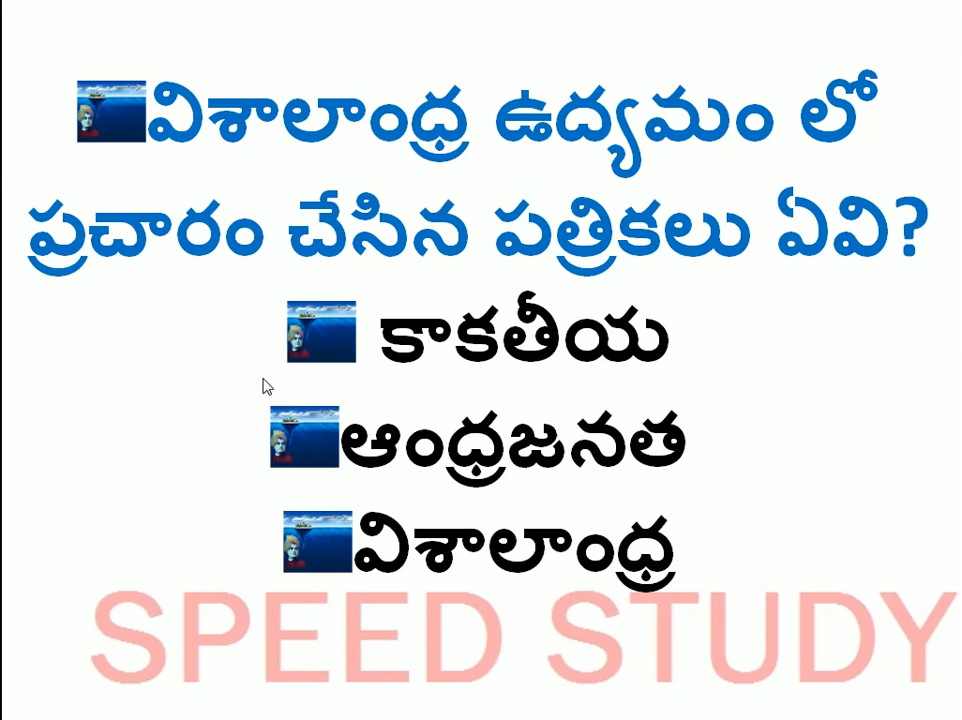 విశాలాంధ్ర ఉద్యమం లో
ప్రచారం చేసిన పత్రికలు ఏవి?
కాకతీయ
ఆంధ్రజనత
విశాలాంధ్ర
SPEED STUDY